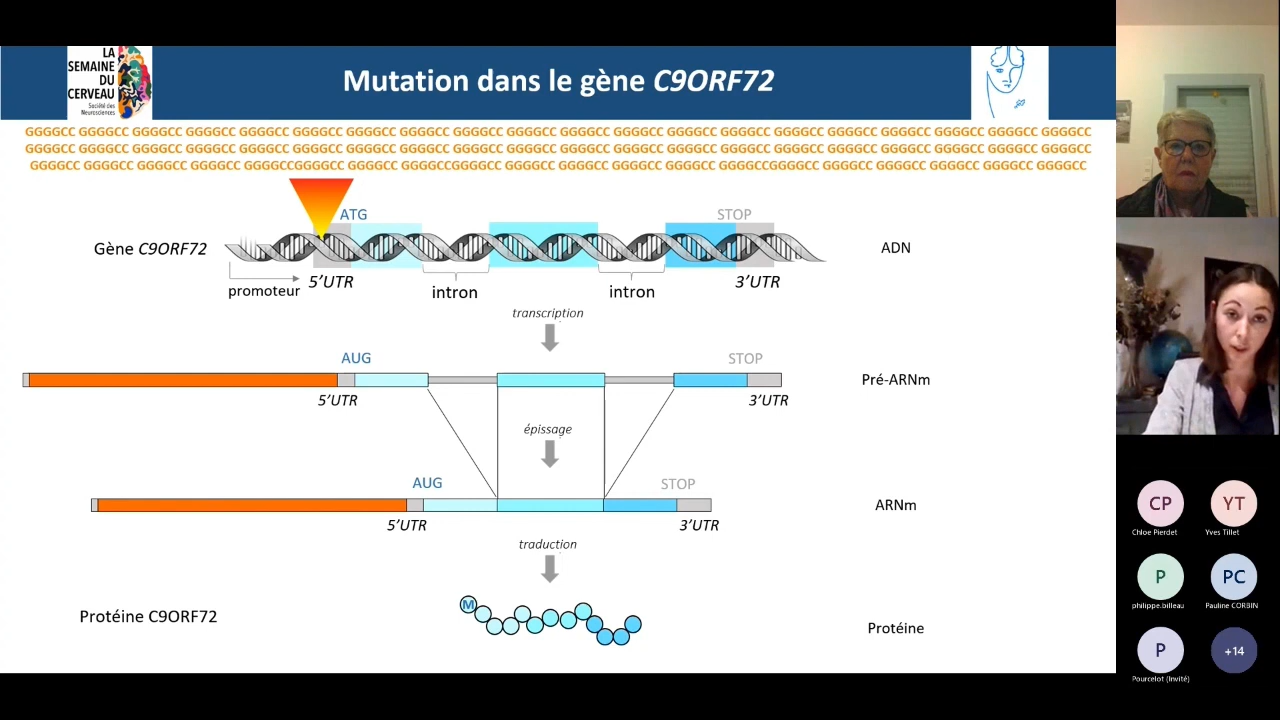 LA
SEMAINE
DU
CERVEAU
Société des
Neurosciences
Mutation dans le gène C9ORF72
GGGGCC GGGGCC GGGGCC GGGGCC GGGGCC GGGGCC GGGGCC GGGGCC GGGGCC GGGGCC GGGGCC GGGGCC GGGGCC GGGGCC GGGGCC GGGGCC GGGGCC GGGGCC GGGGCC GGGGCC
GGGGCC GGGGCC GGGGCC GGGGCC GGGGCC GGGGCC GGGGCC GGGGCC GGGGCC GGGGCC GGGGCC GGGGCC GGGGCC GGGGCC GGGGCC GGGGCC GGGGCC GGGGCC GGGGCC GGGGCC
GGGGCC GGGGCC GGGGCC GGGGCC GGGGCCGGGGCC GGGGCC GGGGCCGGGGCC GGGGCC GGGGCC GGGGCC GGGGCC GGGGCCGGGGCC GGGGCC GGGGCC GGGGCC GGGGCC GGGGCC
ATG
STOP
Gène C9ORF72
ADN
promoteur
5'UTR
intron
intron
3'UTR
transcription
AUG
STOP
Pré-ARNm
5'UTR
3'UTR
épissage
AUG
STOP
ARNm
5'UTR
3'UTR
traduction
M
Protéine C9ORF72
Protéine
CP
YT
Chloe Pierdet
Yves Tillet
P
PC
philippe.billeau
Pauline CORBIN
P
+14
Pourcelot (Invité)